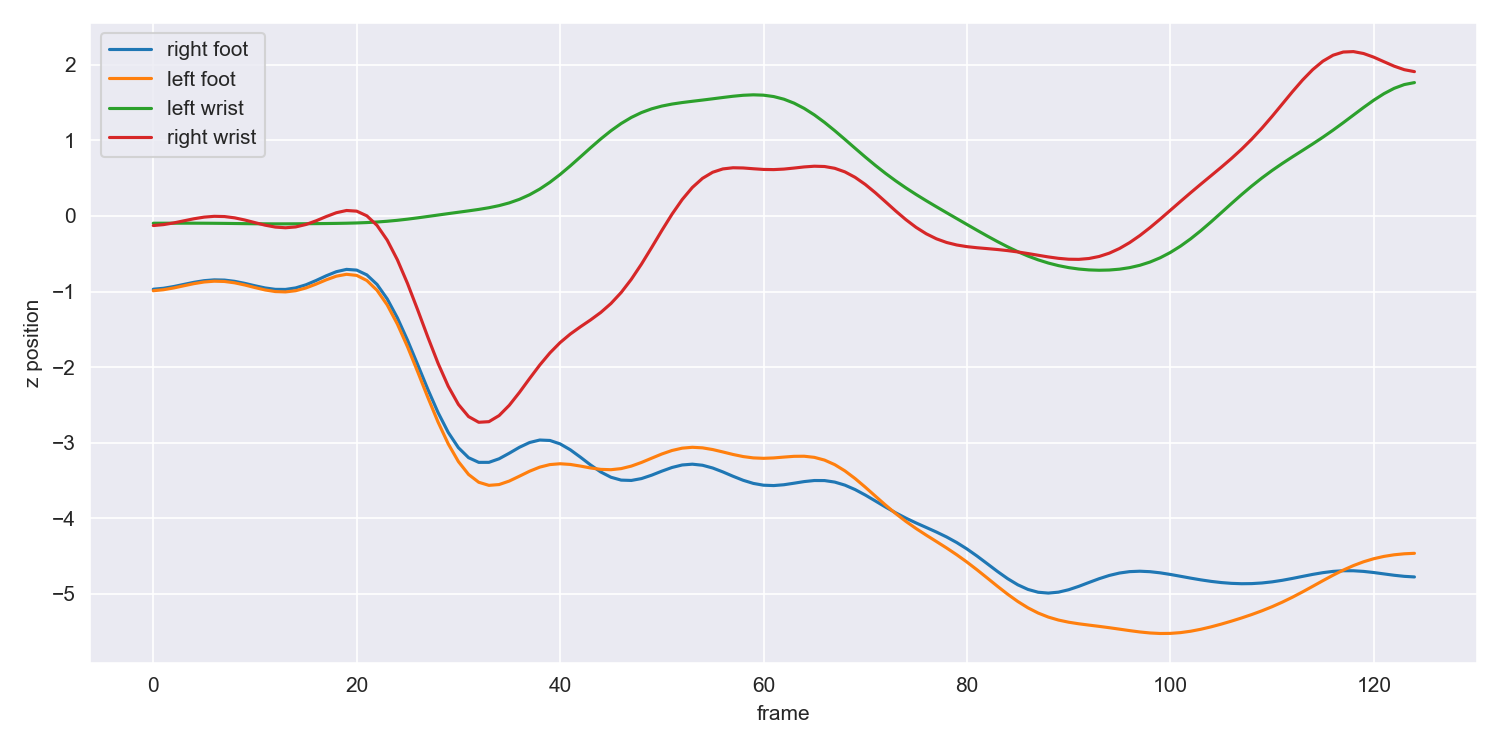 right foot
left foot
left wrist
right wrist
2
1
0
−1
−2
−3
−4
−5
z position
0 20 40 60 80 100 120
frame